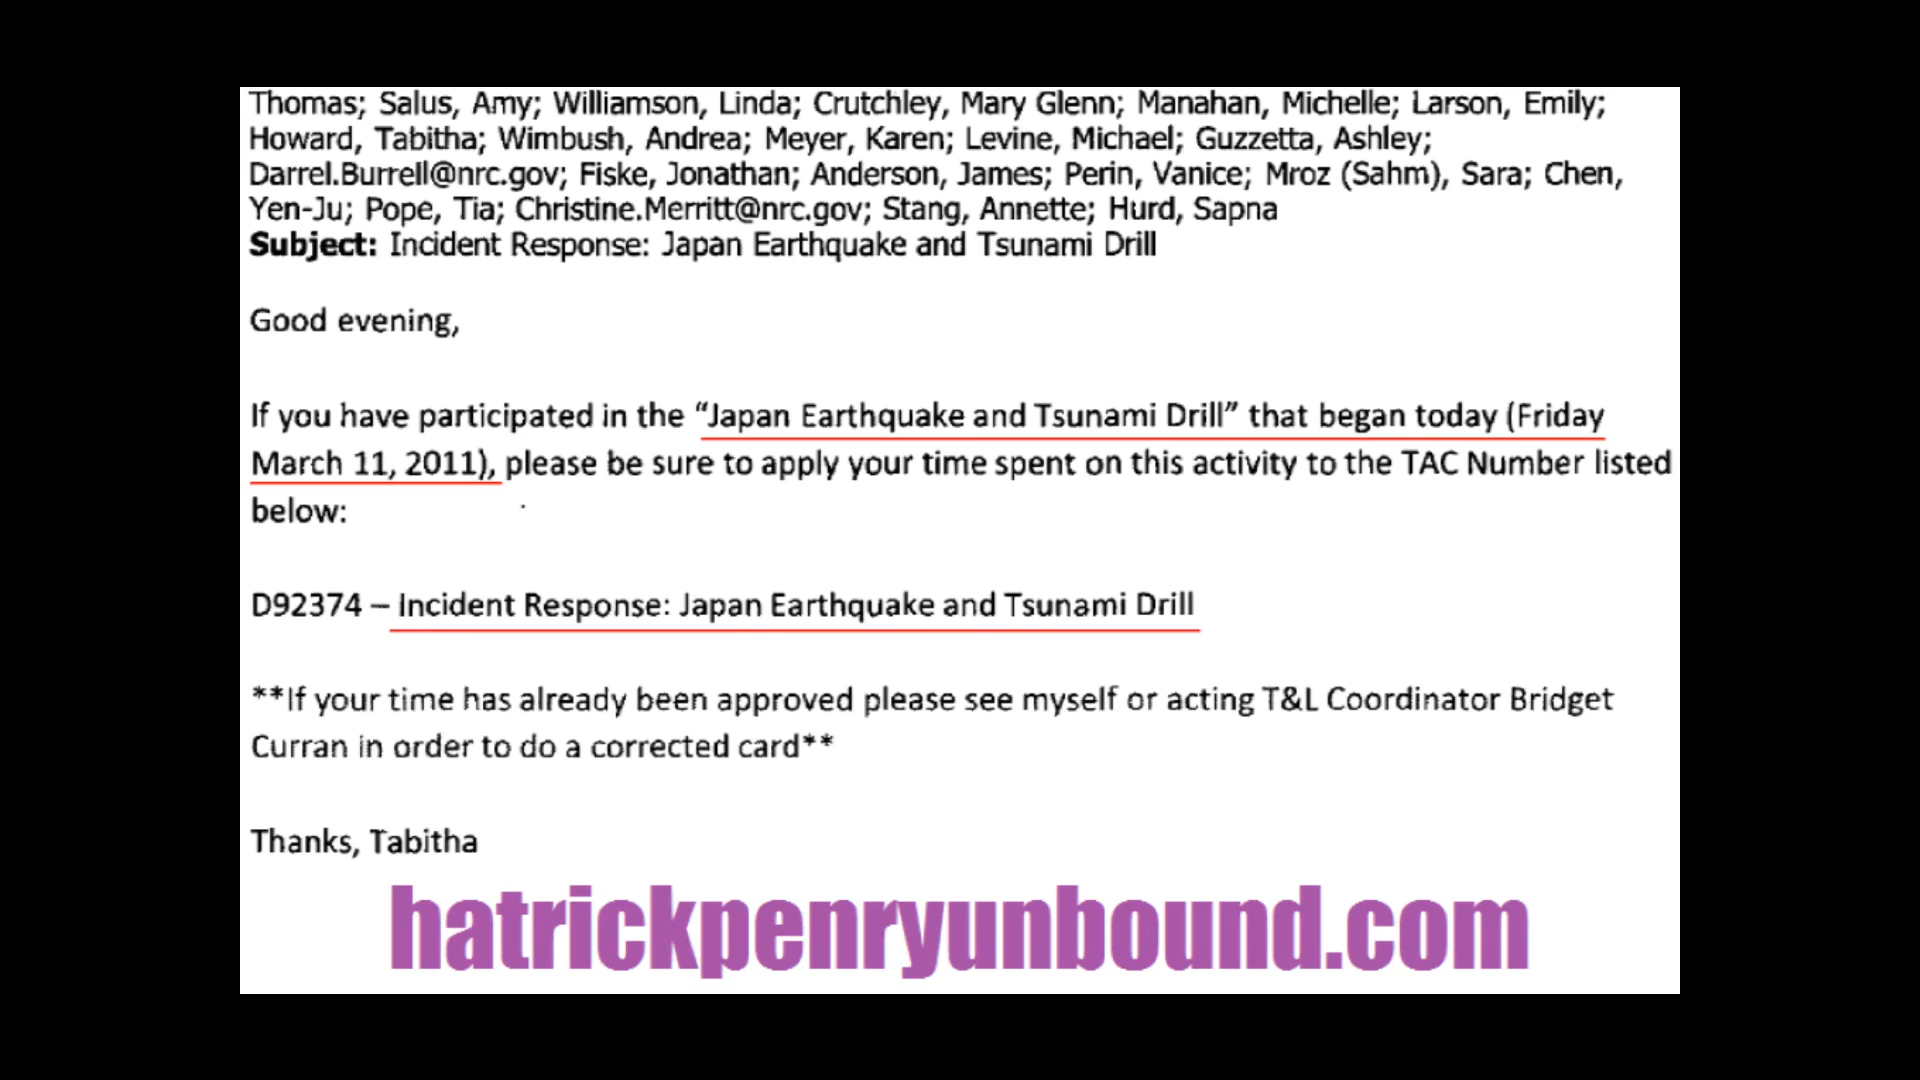 Thomas; Salus, Amy; Williamson, Linda; Crutchley, Mary Glenn; Manahan, Michelle; Larson, Emily;
Howard, Tabitha; Wimbush, Andrea; Meyer, Karen; Levine, Michael; Guzzetta, Ashley;
Darrel.Burrell@nrc.gov; Fiske, Jonathan; Anderson, James; Perin, Vanice; Mroz (Sahm), Sara; Chen,
Yen-Ju; Pope, Tia; Christine.Merritt@nrc.gov; Stang, Annette; Hurd, Sapna
Subject: Incident Response: Japan Earthquake and Tsunami Drill
Good evening,
If you have participated in the “Japan Earthquake and Tsunami Drill” that began today (Friday
March 11, 2011), please be sure to apply your time spent on this activity to the TAC Number listed
below:
D92374 – Incident Response: Japan Earthquake and Tsunami Drill
**If your time has already been approved please see myself or acting T&L Coordinator Bridget
Curran in order to do a corrected card**
Thanks, Tabitha
hatrickpenryunbound.com